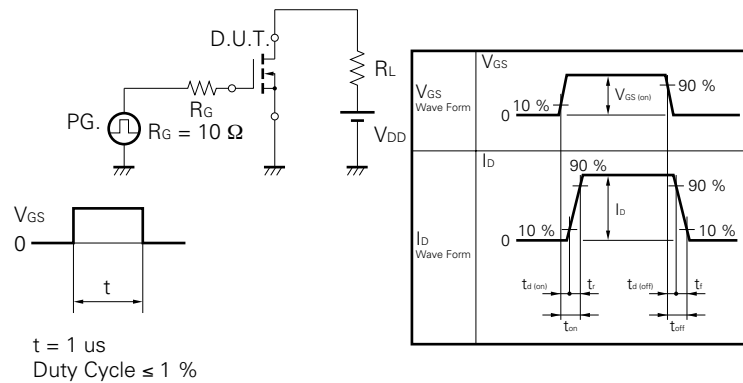 D.U.T.
RL
RG
PG.
RG = 10 Ω
VDD
VGS
0
t
t = 1 us
Duty Cycle ≤ 1 %
VGS
Wave Form
VGS
10 %
0
VGS (on)
90 %
ID
Wave Form
ID
90 %
90 %
10 %
0
ID
10 %
td (on)
tr
td (off)
tf
ton
toff